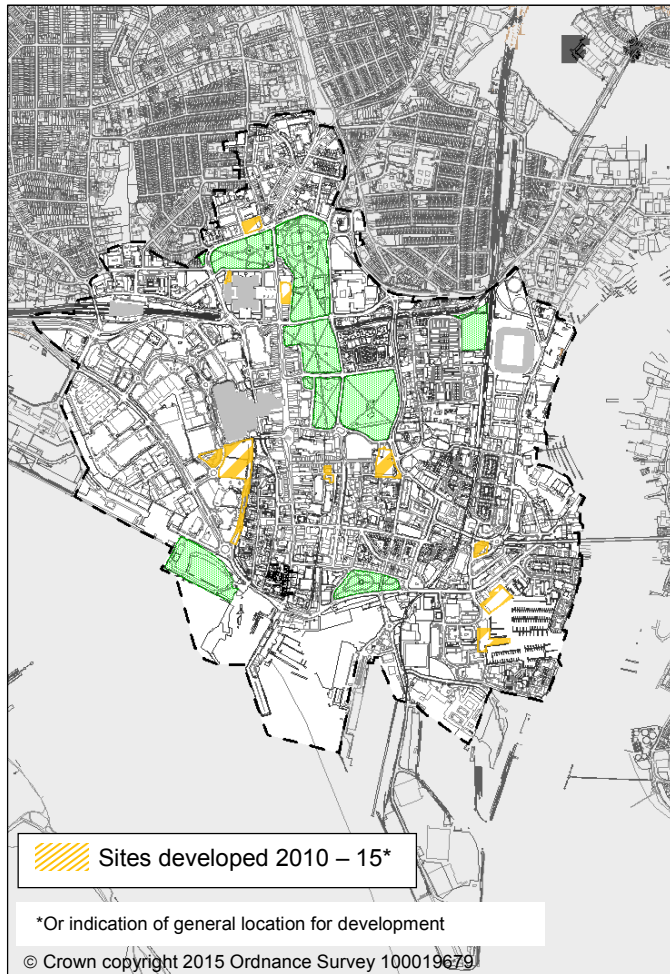 Sites developed 2010 – 15*
*Or indication of general location for development
© Crown copyright 2015 Ordnance Survey 100019679